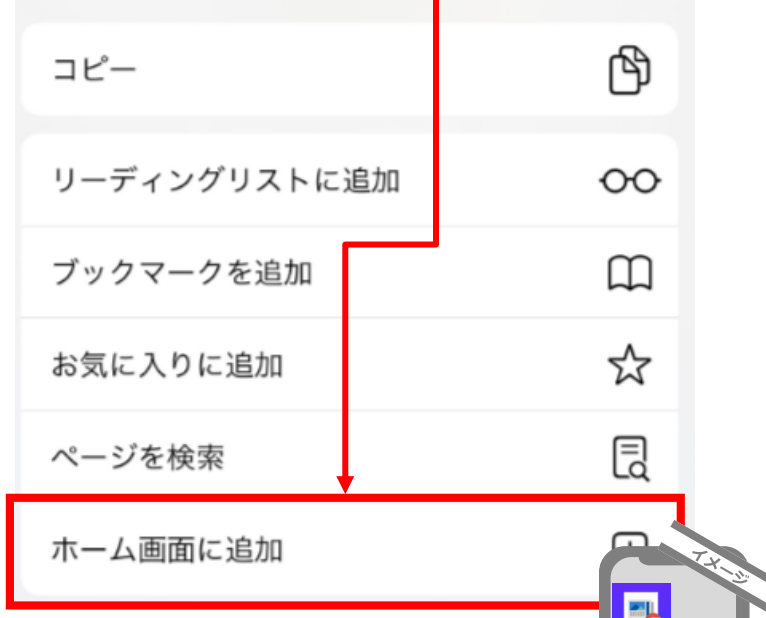 コピー
リーディングリストに追加
ブックマークを追加
お気に入りに追加
ページを検索
ホーム画面に追加
イメージ